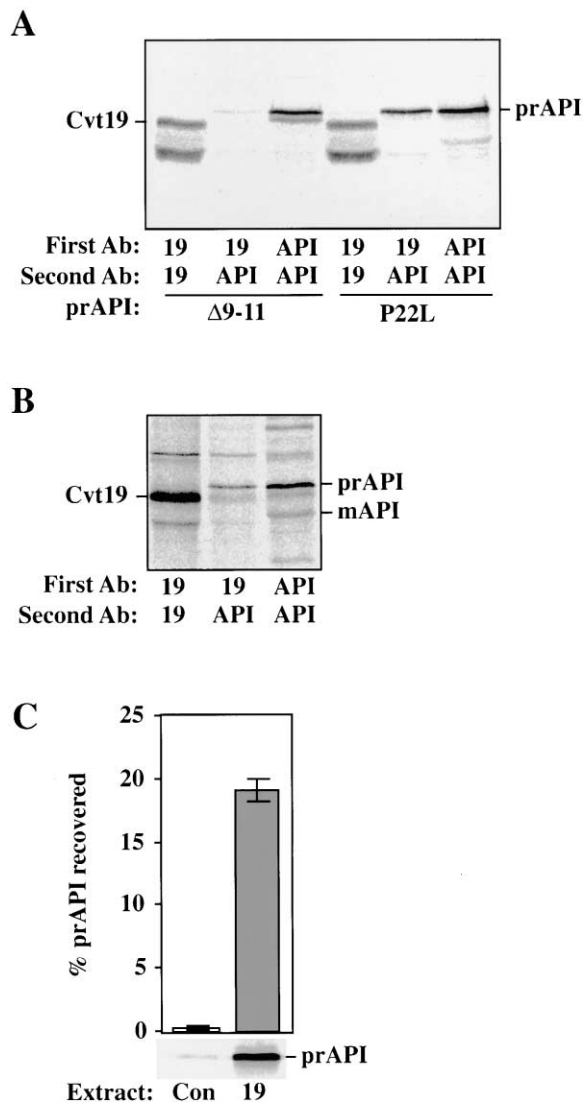 A
Cvt19
prAPI
First Ab: 19 19 API 19 19 API
Second Ab: 19 API API 19 API API
prAPI: Δ9-11 P22L
B
Cvt19
prAPI
mAPI
First Ab: 19 19 API
Second Ab: 19 API API
C
% prAPI recovered
25
20
15
10
5
0
prAPI
Extract: Con 19